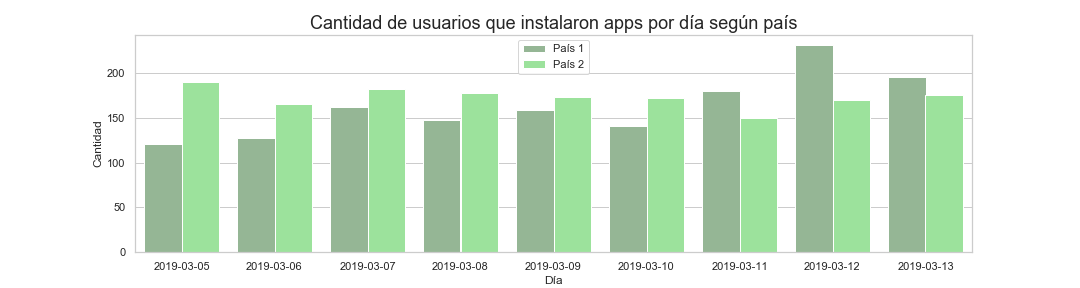 Cantidad de usuarios que instalaron apps por día según país
País 1
País 2
200
150
100
50
0
Cantidad
2019-03-05 2019-03-06 2019-03-07 2019-03-08 2019-03-09 2019-03-10 2019-03-11 2019-03-12 2019-03-13
Día